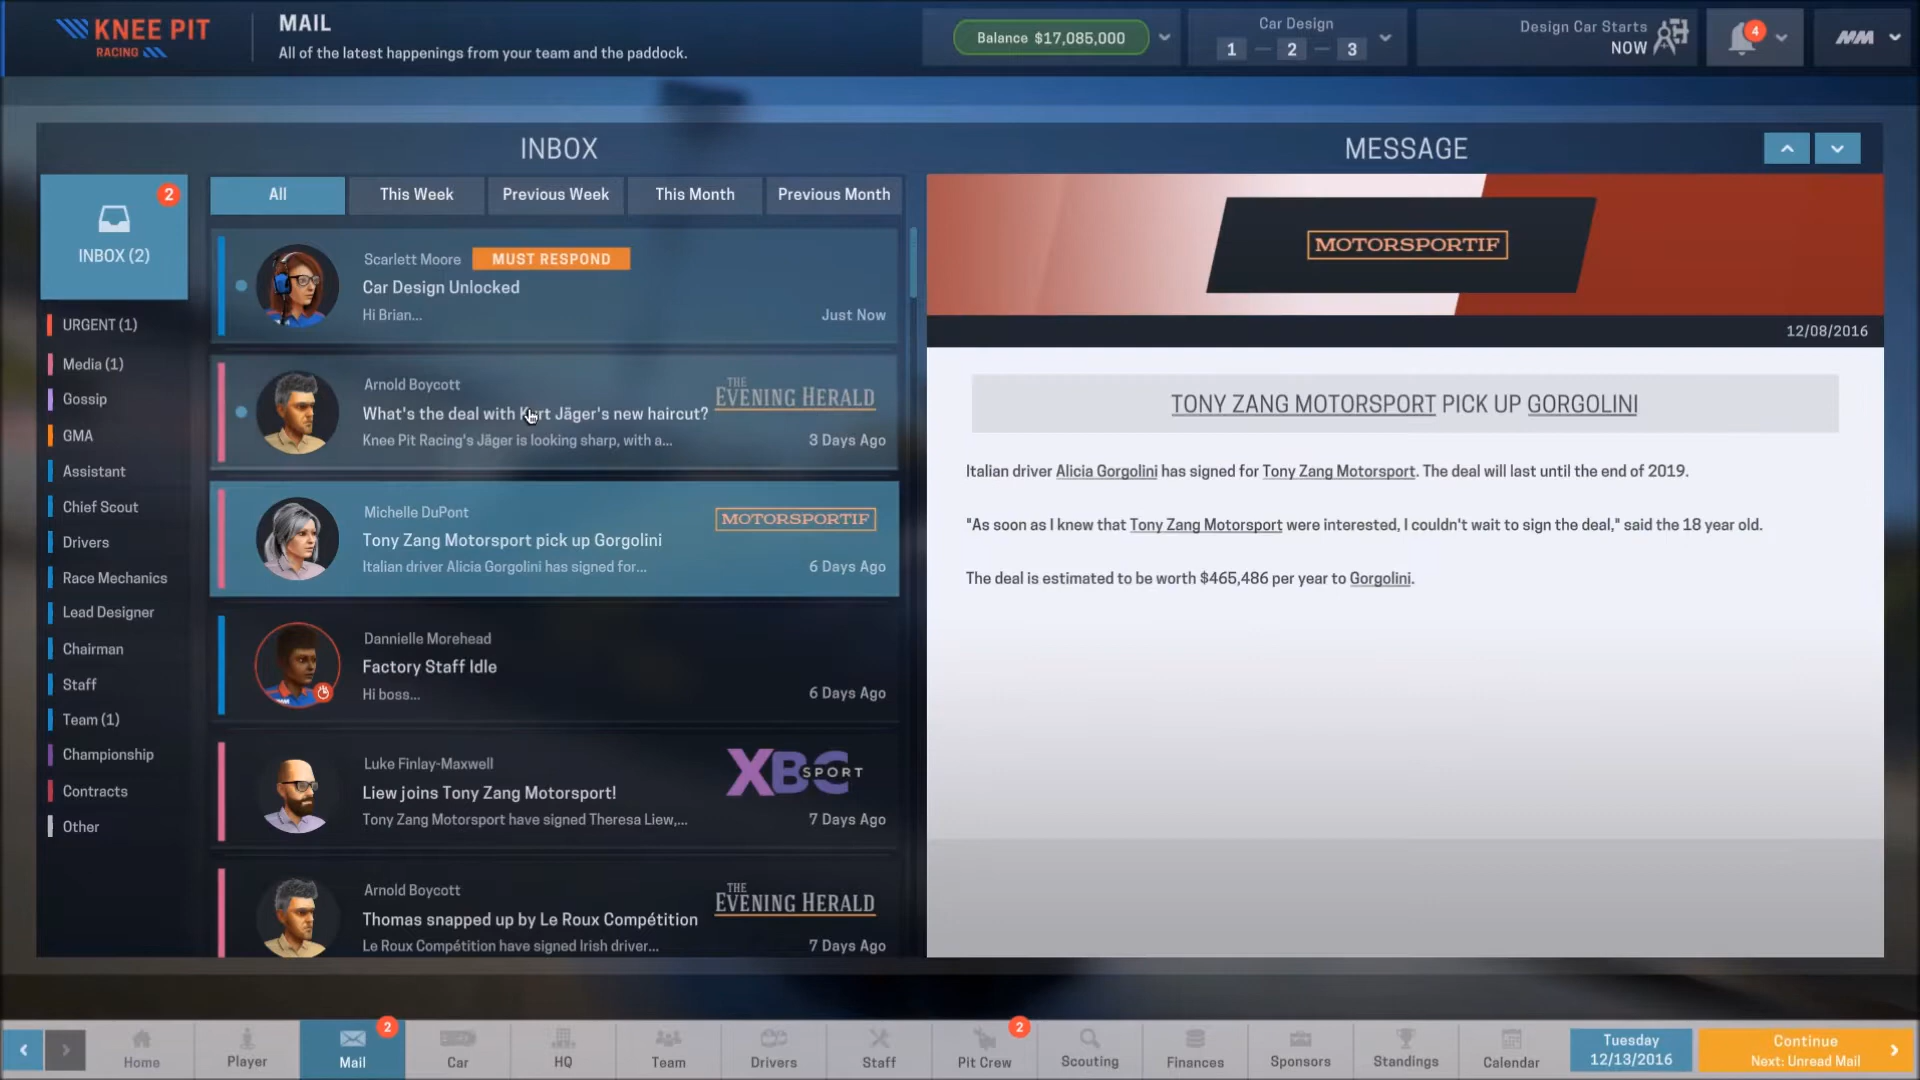 KNEE PIT
RACING
MAIL
All of the latest happenings from your team and the paddock.
Balance $17,085,000
Car Design
1 2 3
Design Car Starts
NOW
4
MM
INBOX
2
INBOX (2)
URGENT (1)
Media (1)
Gossip
GMA
Assistant
Chief Scout
Drivers
Race Mechanics
Lead Designer
Chairman
Staff
Team (1)
Championship
Contracts
Other
All
This Week
Previous Week
This Month
Previous Month
Scarlett Moore MUST RESPOND
Car Design Unlocked
Hi Brian...
Just Now
Arnold Boycott
THE
EVENING HERALD
What's the deal with Kurt Jäger's new haircut?
Knee Pit Racing's Jäger is looking sharp, with a...
3 Days Ago
Michelle DuPont
MOTORSPORTIF
Tony Zang Motorsport pick up Gorgolini
Italian driver Alicia Gorgolini has signed for...
6 Days Ago
Dannielle Morehead
Factory Staff Idle
Hi boss...
6 Days Ago
Luke Finlay-Maxwell
XBC SPORT
Liew joins Tony Zang Motorsport!
Tony Zang Motorsport have signed Theresa Liew,...
7 Days Ago
Arnold Boycott
THE
EVENING HERALD
Thomas snapped up by Le Roux Compétition
Le Roux Compétition have signed Irish driver...
7 Days Ago
MESSAGE
MOTORSPORTIF
12/08/2016
TONY ZANG MOTORSPORT PICK UP GORGOLINI
Italian driver Alicia Gorgolini has signed for Tony Zang Motorsport. The deal will last until the end of 2019.
"As soon as I knew that Tony Zang Motorsport were interested, I couldn't wait to sign the deal," said the 18 year old.
The deal is estimated to be worth $465,486 per year to Gorgolini.
Home
Player
2
Mail
Car
HQ
Team
Drivers
Staff
2
Pit Crew
Scouting
Finances
Sponsors
Standings
Calendar
Tuesday
12/13/2016
Continue
Next: Unread Mail